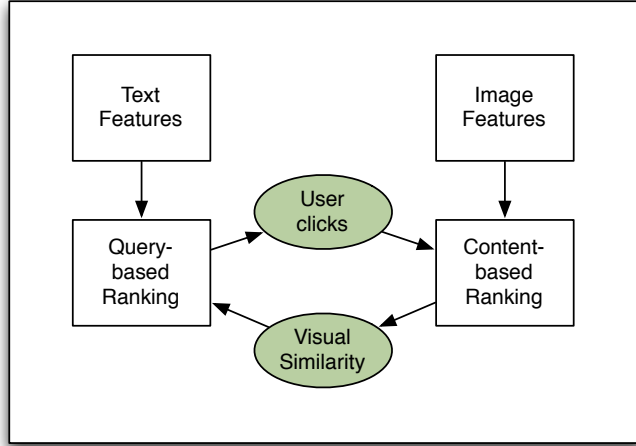 Text
Features
Image
Features
User
clicks
Query-
based
Ranking
Content-
based
Ranking
Visual
Similarity